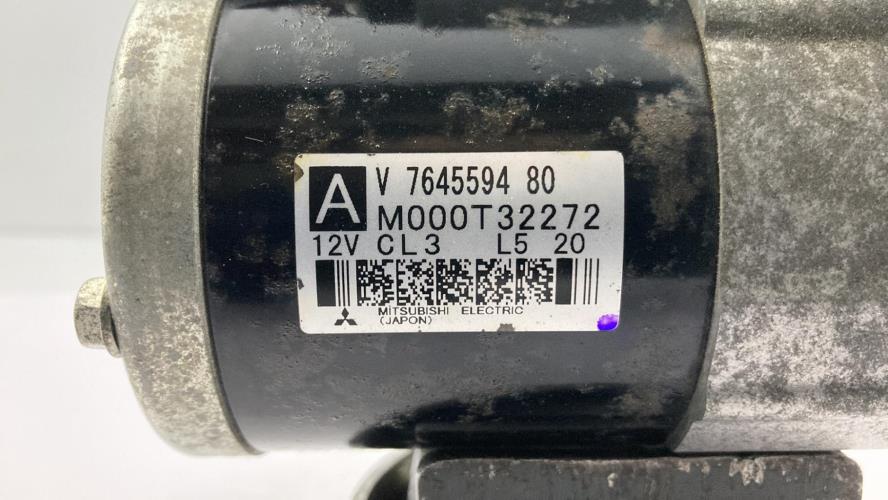 A
V 7645594 80
M000T32272
12V CL3 L5 20
MITSUBISHI ELECTRIC
(JAPON)